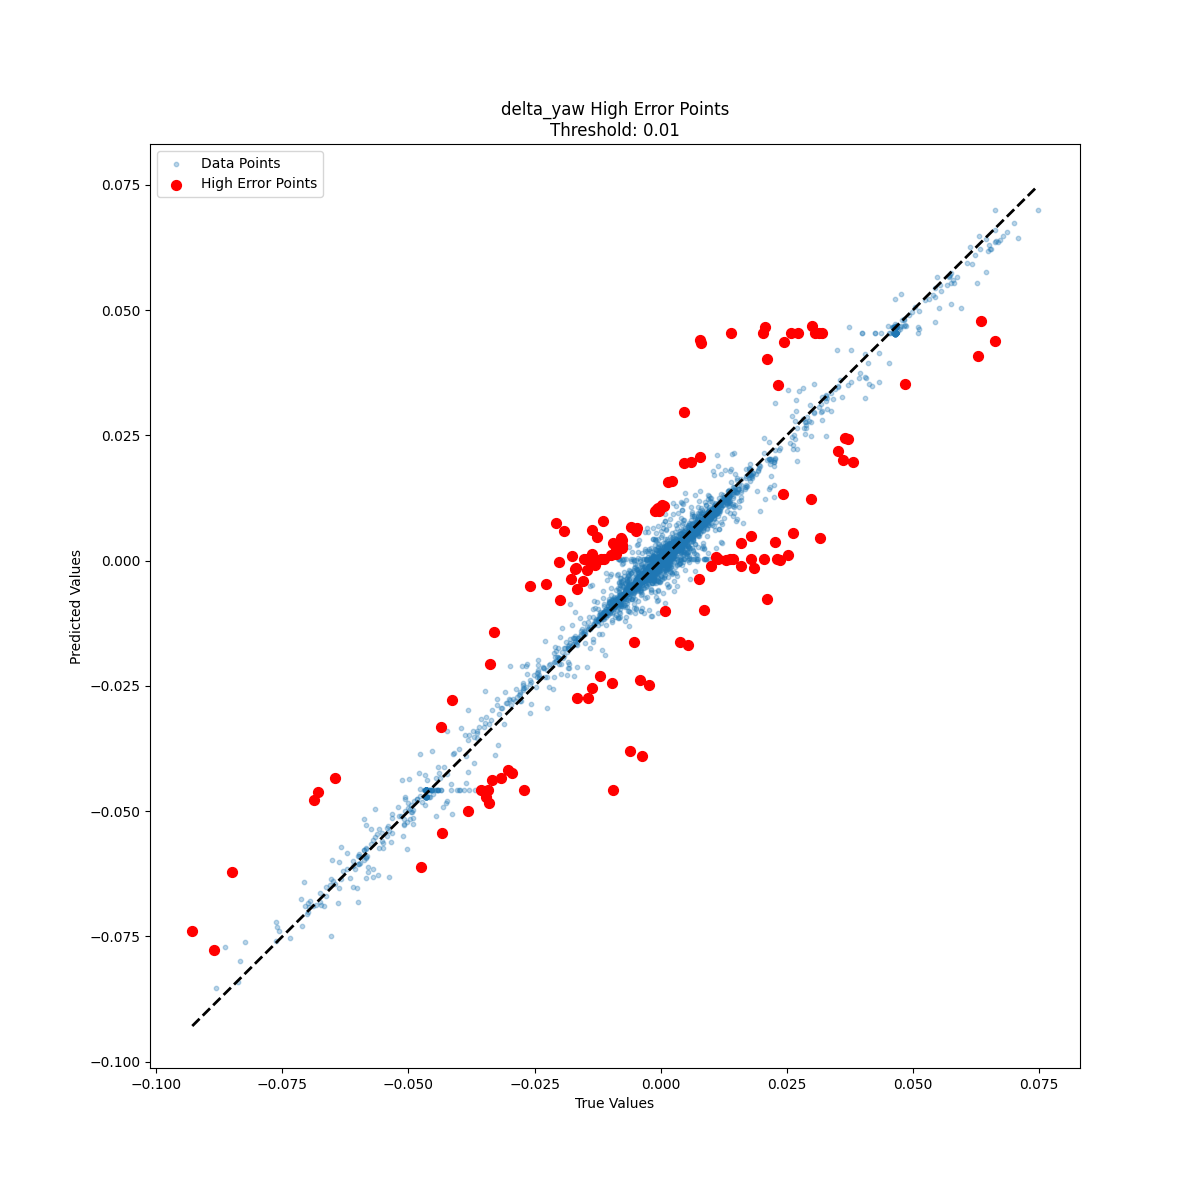 delta_yaw High Error Points
Threshold: 0.01
Data Points
High Error Points
0.075
0.050
0.025
0.000
−0.025
−0.050
−0.075
−0.100
Predicted Values
−0.100
−0.075
−0.050
−0.025
0.000
0.025
0.050
0.075
True Values